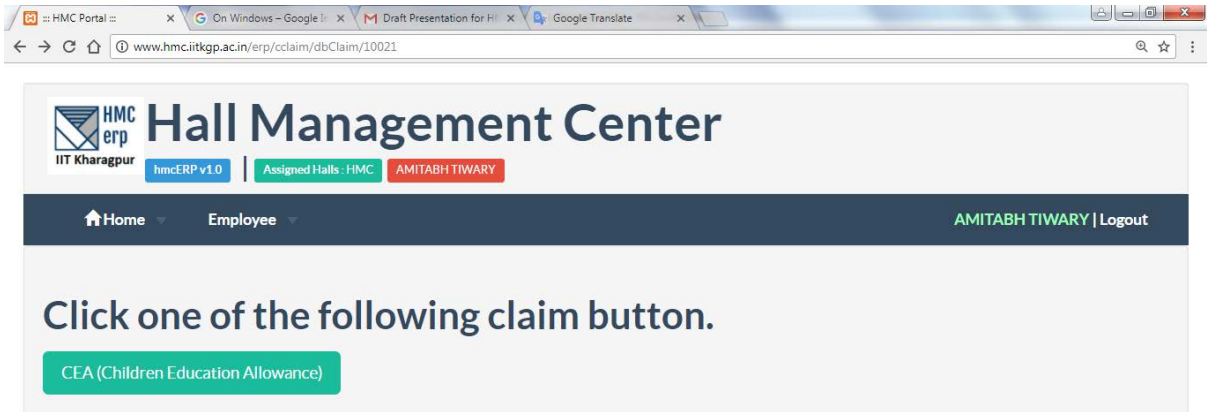 ::: HMC Portal ::: On Windows – Google I Draft Presentation for H Google Translate
www.hmc.iitkgp.ac.in/erp/cclaim/dbClaim/10021
HMC
erp
IIT Kharagpur
Hall Management Center
hmcERP v1.0 | Assigned Halls : HMC AMITABH TIWARY
Home Employee AMITABH TIWARY | Logout
Click one of the following claim button.
CEA (Children Education Allowance)